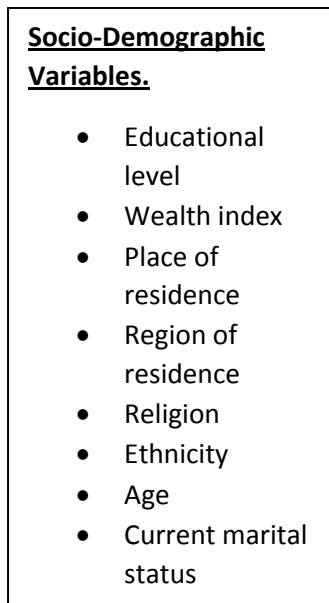 Socio-Demographic
Variables.
• Educational
level
• Wealth index
• Place of
residence
• Region of
residence
• Religion
• Ethnicity
• Age
• Current marital
status